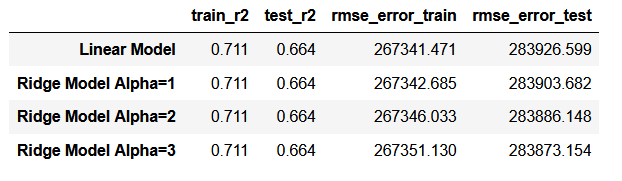 train_r2 test_r2 rmse_error_train rmse_error_test
Linear Model 0.711 0.664 267341.471 283926.599
Ridge Model Alpha=1 0.711 0.664 267342.685 283903.682
Ridge Model Alpha=2 0.711 0.664 267346.033 283886.148
Ridge Model Alpha=3 0.711 0.664 267351.130 283873.154